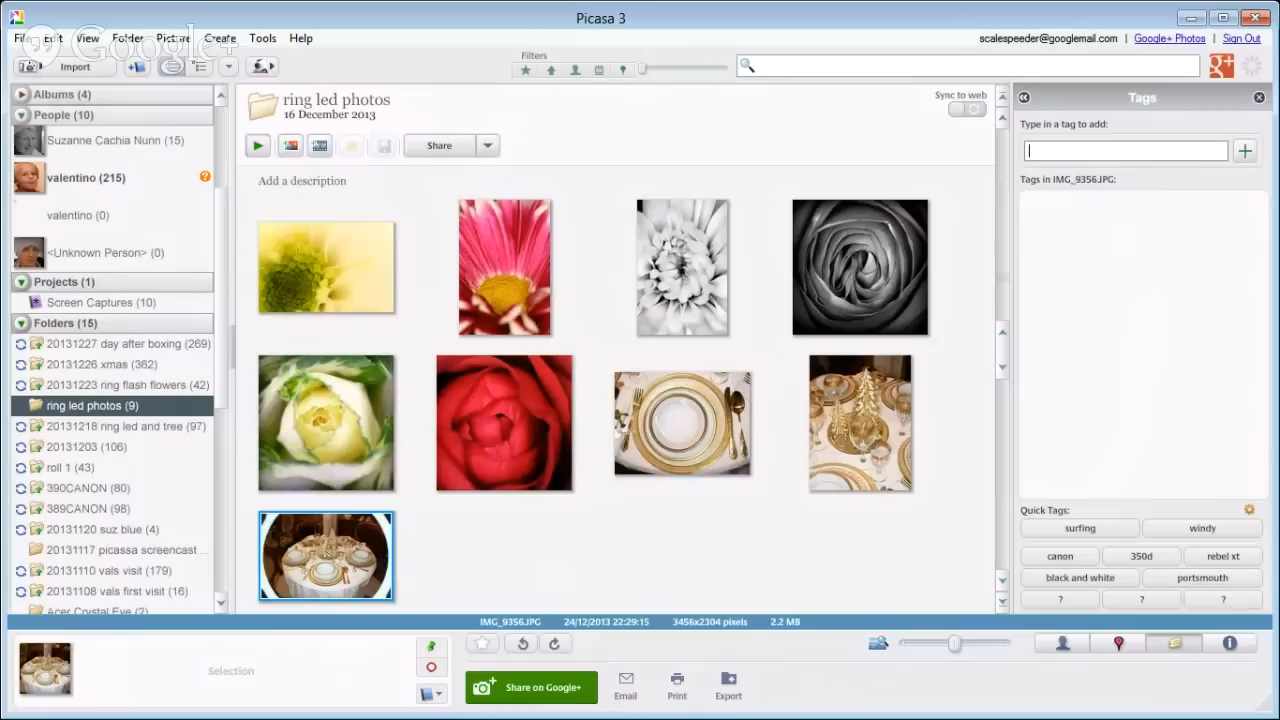 Picasa 3
File Edit View Folder Picture Create Tools Help
Google+
scalespeeder@googlemail.com | Google+ Photos | Sign Out
Import
Filters
g+
Albums (4)
People (10)
Suzanne Cachia Nunn (15)
valentino (215)
valentino (0)
<Unknown Person> (0)
Projects (1)
Screen Captures (10)
Folders (15)
20131227 day after boxing (269)
20131226 xmas (362)
20131223 ring flash flowers (42)
ring led photos (9)
20131218 ring led and tree (97)
20131203 (106)
roll 1 (43)
390CANON (80)
389CANON (98)
20131120 suz blue (4)
20131117 picassa screencast ...
20131110 vals visit (179)
20131108 vals first visit (16)
Acer Crystal Eye (2)
ring led photos
16 December 2013
Sync to web
Share
Add a description
Tags
Type in a tag to add:
Tags in IMG_9356.JPG:
Quick Tags:
surfing windy
canon 350d rebel xt
black and white portsmouth
? ? ?
IMG_9356.JPG 24/12/2013 22:29:15 3456x2304 pixels 2.2 MB
Selection
Share on Google+
Email
Print
Export